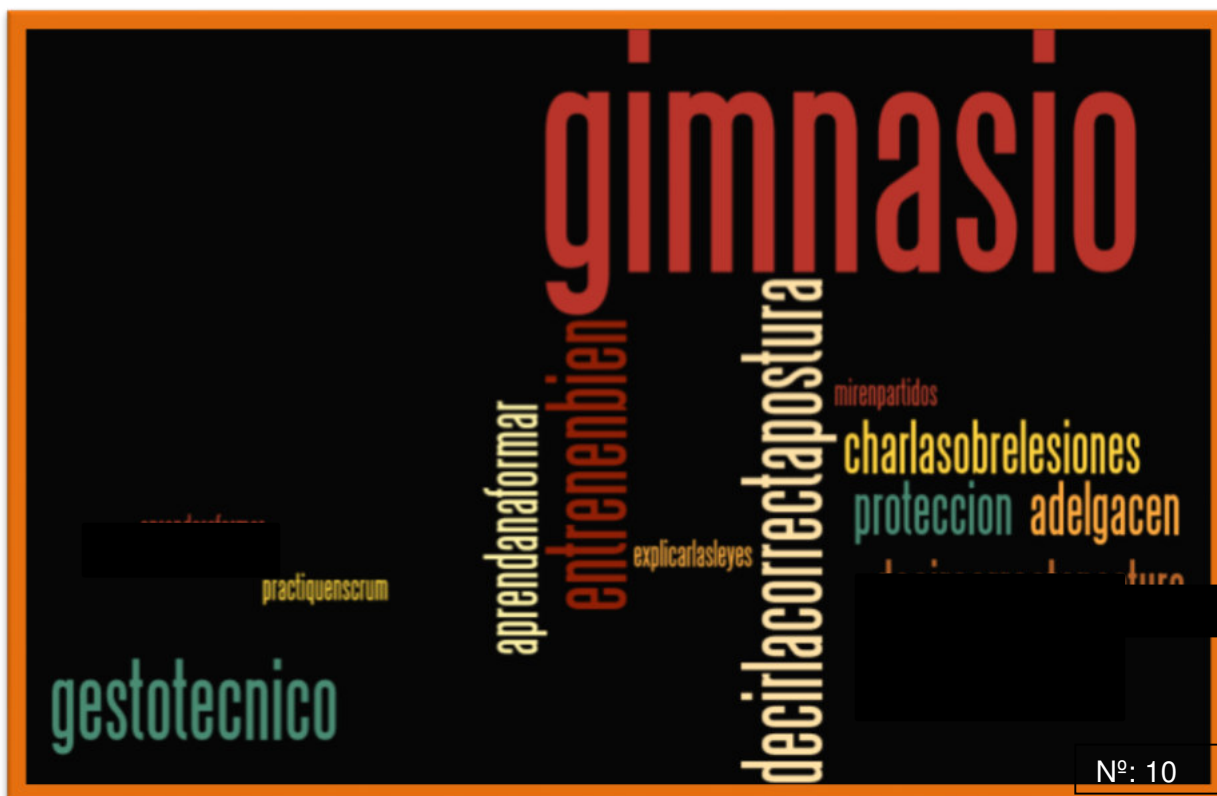 gimnasio
entrenenbien
decirlacorrectapostura
mirenpartidos
aprendanaformar
charlasobrelesiones
proteccion
adelgacen
explicarlasleyes
practiquenscrum
gestotecnico
Nº: 10